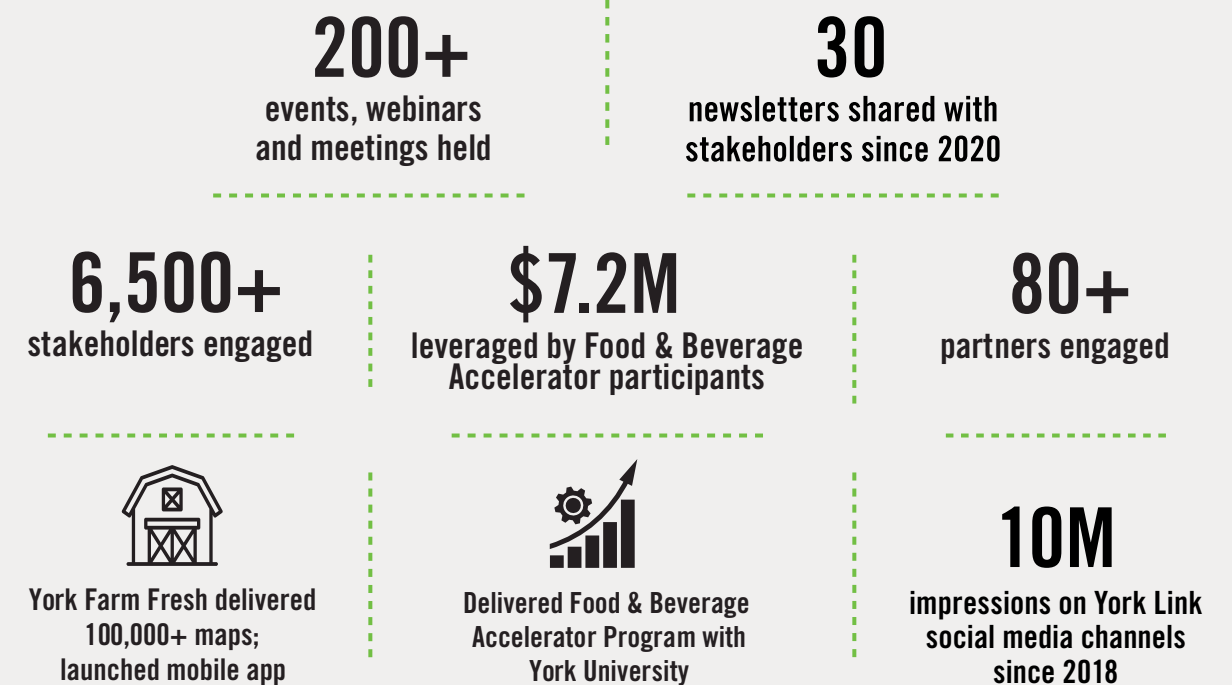 200+
events, webinars
and meetings held
30
newsletters shared with
stakeholders since 2020
6,500+
stakeholders engaged
$7.2M
leveraged by Food & Beverage
Accelerator participants
80+
partners engaged
York Farm Fresh delivered
100,000+ maps;
launched mobile app
Delivered Food & Beverage
Accelerator Program with
York University
10M
impressions on York Link
social media channels
since 2018